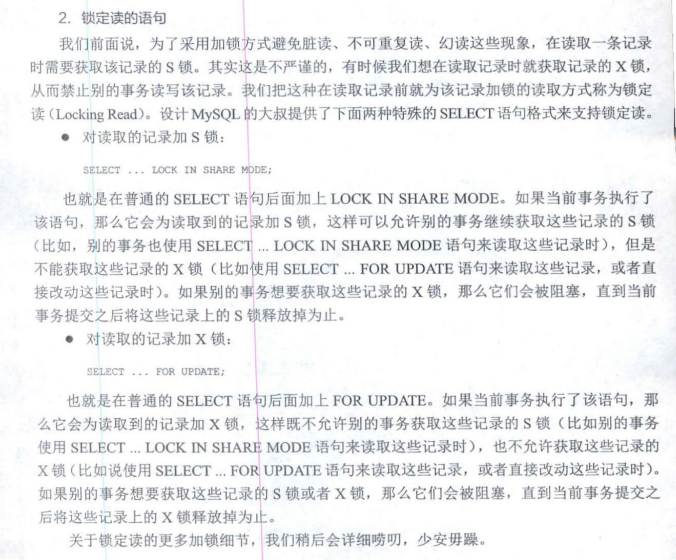 2. 锁定读的语句
我们前面说，为了采用加锁方式避免脏读、不可重复读、幻读这些现象，在读取一条记录
时需要获取该记录的 S 锁。其实这是不严谨的，有时候我们想在读取记录时就获取记录的 X 锁，
从而禁止别的事务读写该记录。我们把这种在读取记录前就为该记录加锁的读取方式称为锁定
读（Locking Read）。设计 MySQL 的大叔提供了下面两种特殊的 SELECT 语句格式来支持锁定读。
● 对读取的记录加 S 锁：
SELECT ... LOCK IN SHARE MODE;
也就是在普通的 SELECT 语句后面加上 LOCK IN SHARE MODE。如果当前事务执行了
该语句，那么它会为读取到的记录加 S 锁，这样可以允许别的事务继续获取这些记录的 S 锁
（比如，别的事务也使用 SELECT ... LOCK IN SHARE MODE 语句来读取这些记录时），但是
不能获取这些记录的 X 锁（比如使用 SELECT ... FOR UPDATE 语句来读取这些记录，或者直
接改动这些记录时）。如果别的事务想要获取这些记录的 X 锁，那么它们会被阻塞，直到当前
事务提交之后将这些记录上的 S 锁释放掉为止。
● 对读取的记录加 X 锁：
SELECT ... FOR UPDATE;
也就是在普通的 SELECT 语句后面加上 FOR UPDATE。如果当前事务执行了该语句，那
么它会为读取到的记录加 X 锁，这样既不允许别的事务获取这些记录的 S 锁（比如别的事务
使用 SELECT ... LOCK IN SHARE MODE 语句来读取这些记录时），也不允许获取这些记录的
X 锁（比如说使用 SELECT ... FOR UPDATE 语句来读取这些记录，或者直接改动这些记录时）。
如果别的事务想要获取这些记录的 S 锁或者 X 锁，那么它们会被阻塞，直到当前事务提交之
后将这些记录上的 X 锁释放掉为止。
关于锁定读的更多加锁细节，我们稍后会详细唠叨，少安毋躁。